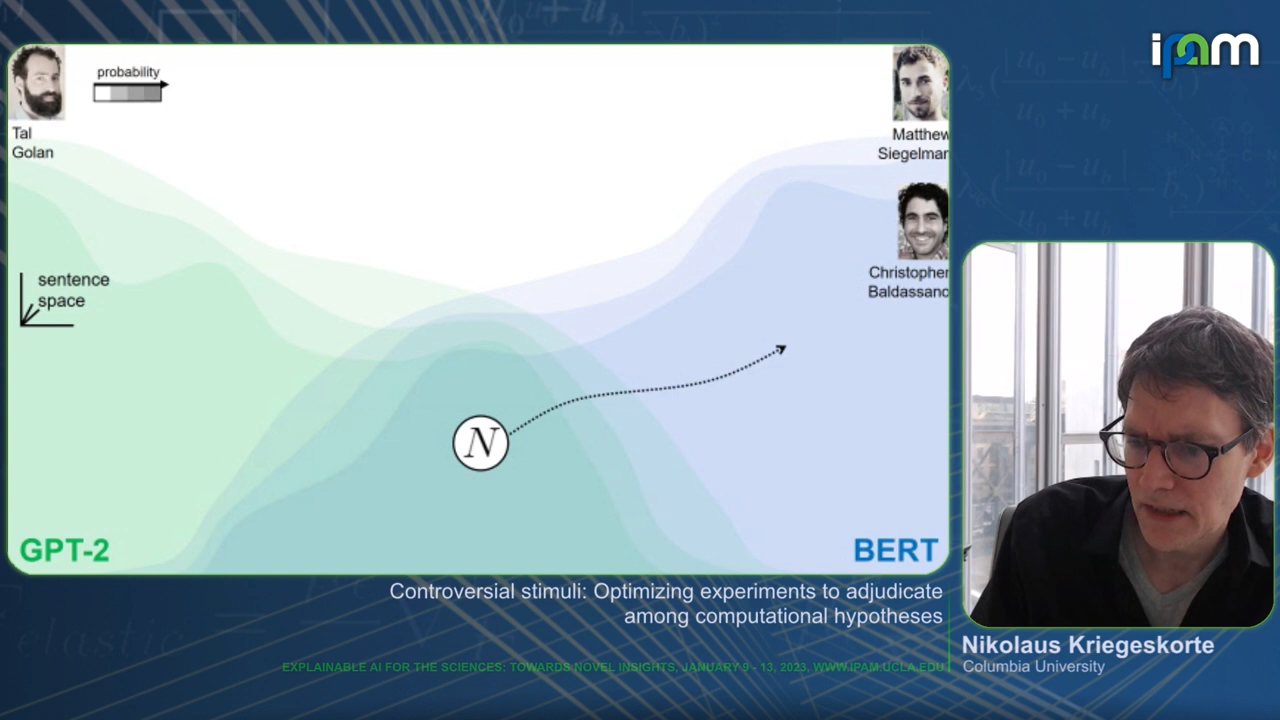 ipam
probability
Tal
Golan
Matthew
Siegelman
Christopher
Baldassano
sentence
space
N
GPT-2
BERT
Controversial stimuli: Optimizing experiments to adjudicate
among computational hypotheses
Nikolaus Kriegeskorte
Columbia University
EXPLAINABLE AI FOR THE SCIENCES: TOWARDS NOVEL INSIGHTS, JANUARY 9 - 13, 2023, WWW.IPAM.UCLA.EDU
elastic